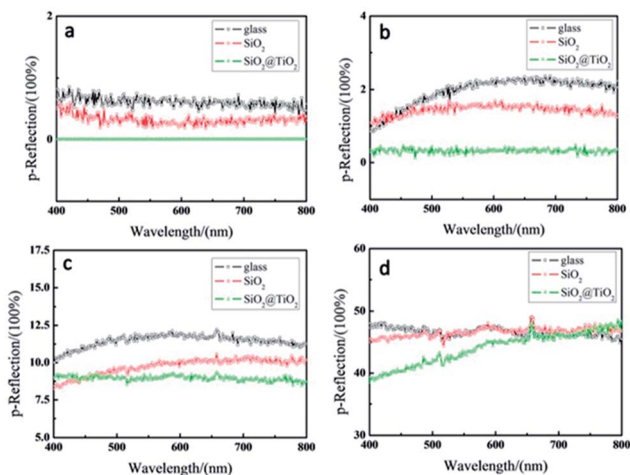 a
glass
SiO2
SiO2@TiO2
p-Reflection/(100%)
2
1
0
400 500 600 700 800
Wavelength/(nm)
b
glass
SiO2
SiO2@TiO2
p-Reflection/(100%)
4
2
0
400 500 600 700 800
Wavelength/(nm)
c
glass
SiO2
SiO2@TiO2
p-Reflection/(100%)
17.5
15.0
12.5
10.0
7.5
5.0
400 500 600 700 800
Wavelength/(nm)
d
glass
SiO2
SiO2@TiO2
p-Reflection/(100%)
60
50
40
30
400 500 600 700 800
Wavelength/(nm)